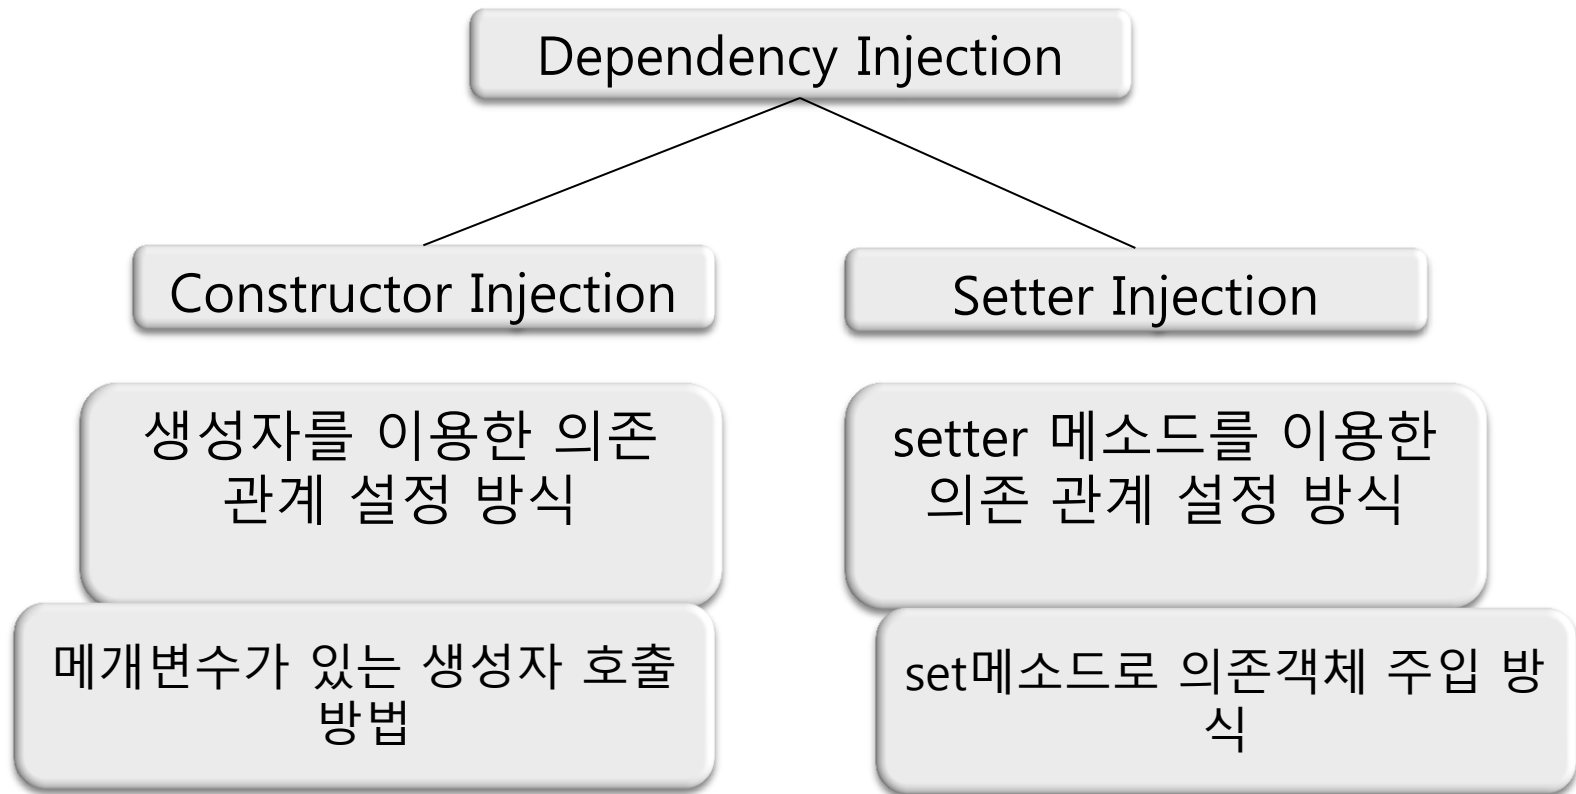 Dependency Injection
Constructor Injection
Setter Injection
생성자를 이용한 의존
관계 설정 방식
setter 메소드를 이용한
의존 관계 설정 방식
메개변수가 있는 생성자 호출
방법
set메소드로 의존객체 주입 방
식